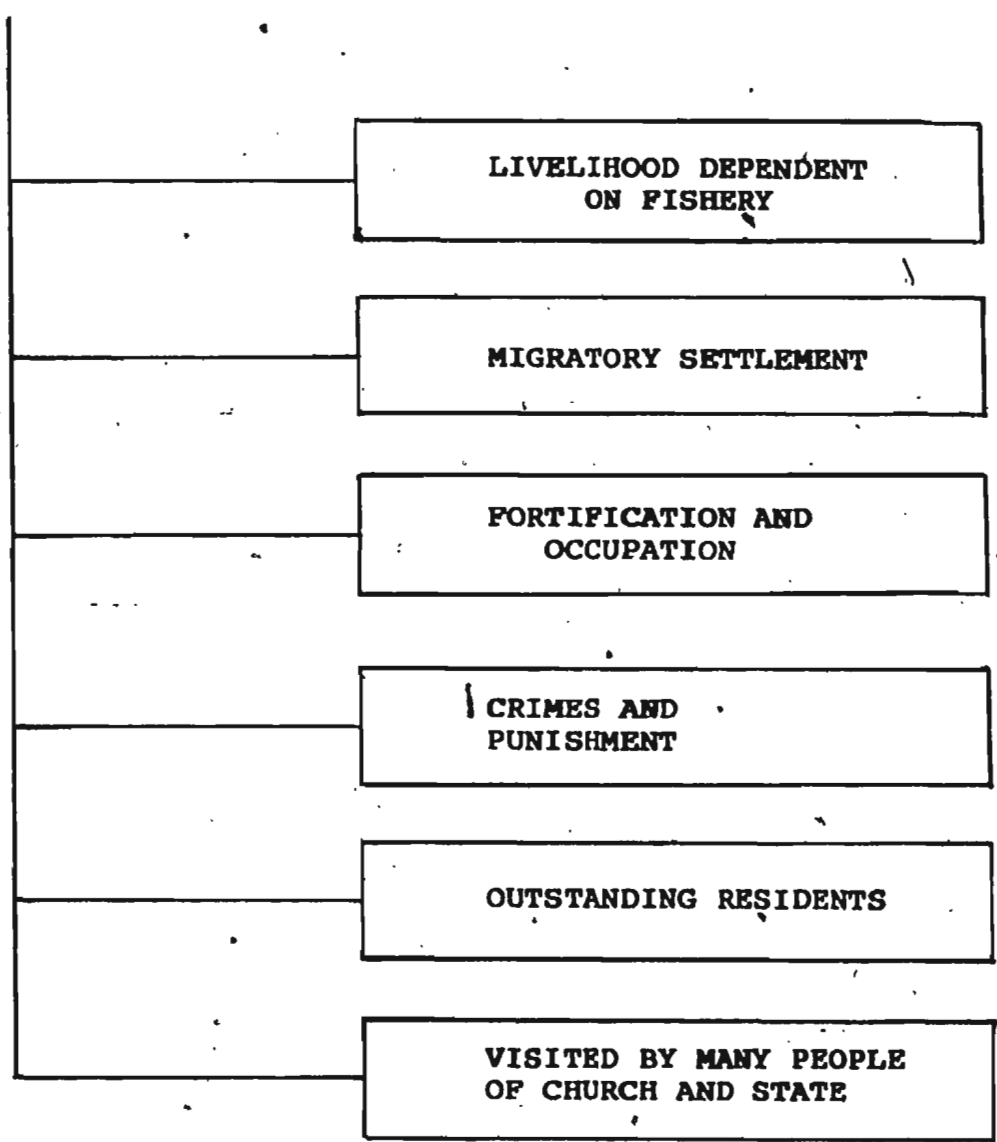 LIVELIHOOD DEPENDENT
ON FISHERY
MIGRATORY SETTLEMENT
FORTIFICATION AND
OCCUPATION
CRIMES AND
PUNISHMENT
OUTSTANDING RESIDENTS
VISITED BY MANY PEOPLE
OF CHURCH AND STATE